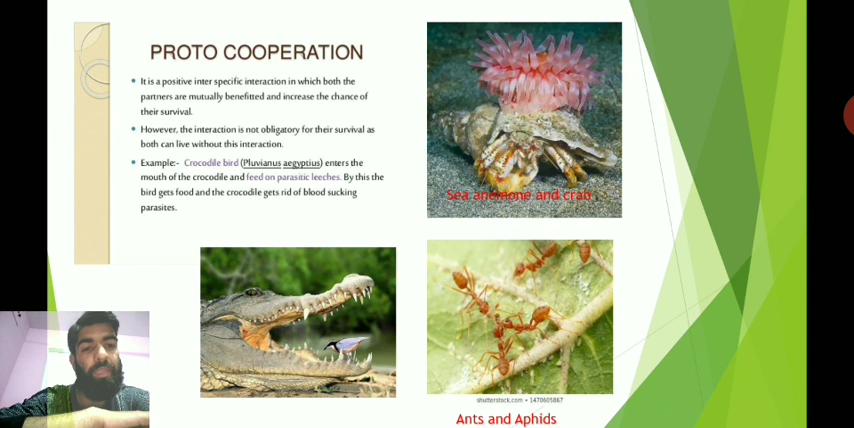 PROTO COOPERATION
It is a positive inter specific interaction in which both the
partners are mutually benefitted and increase the chance of
their survival.
However, the interaction is not obligatory for their survival as
both can live without this interaction.
Example:- Crocodile bird (Pluvianus aegyptius) enters the
mouth of the crocodile and feed on parasitic leeches. By this the
bird gets food and the crocodile gets rid of blood sucking
parasites.
Sea anemone and crab
shutterstock.com • 1470605867
Ants and Aphids